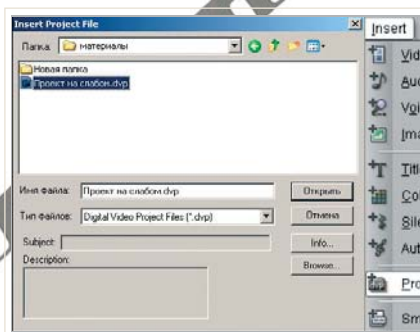 Insert Project File
Папка:
материалы
Новая папка
Проект на слабом.dvp
Имя файла:
Проект на слабом.dvp
Открыть
Тип файлов:
Digital Video Project Files (*.dvp)
Отмена
Subject:
Info...
Description:
Browse...
Insert
Vid
Aud
Voi
Ima
Titl
Col
Sile
Aut
Pro
Sm